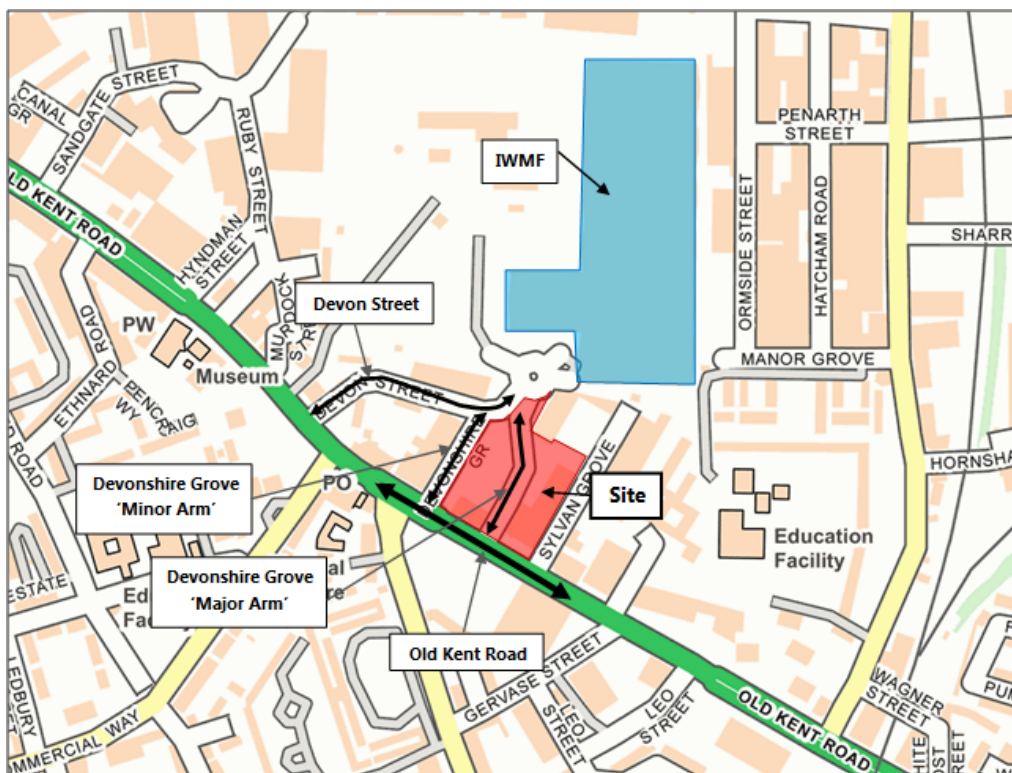 CANAL
GR
SANDGATE STREET
RUBY STREET
PENARTH
STREET
IWMF
OLD KENT ROAD
HYNDMAN
STREET
ORMSIDE STREET
HATCHAM ROAD
SHARR
Devon Street
MURDOCK
PW
ETHNARD ROAD
MANOR GROVE
Museum
DEVON STREET
PENCRAIG
WY
DEVONSHIRE
GR
HORNSHA
Devonshire Grove
‘Minor Arm’
PO
Site
SYLVAN GROVE
Education
Facility
Devonshire Grove
‘Major Arm’
ESTATE
Old Kent Road
LEDBURY
GERVASE STREET
LEO
STREET
LEO
STREET
WAGNER
STREET
OLD KENT ROAD
MMERCIAL WAY